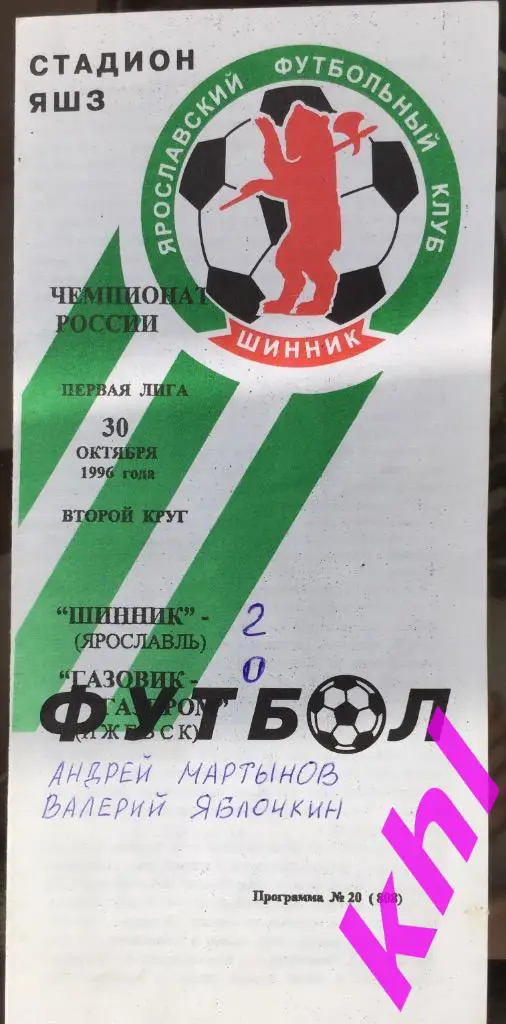 СТАДИОН
ЯШЗ
ЯРОСЛАВСКИЙ ФУТБОЛЬНЫЙ КЛУБ
ШИННИК
ЧЕМПИОНАТ
РОССИИ
ПЕРВАЯ ЛИГА
30
ОКТЯБРЯ
1996 года
ВТОРОЙ КРУГ
"ШИННИК" - 2
(ЯРОСЛАВЛЬ)
"ГАЗОВИК - 0
ГАЗПРОМ"
(ИЖЕВСК)
ФУТБОЛ
АНДРЕЙ МАРТЫНОВ
ВАЛЕРИЙ ЯБЛОЧКИН
Программа № 20 (808)
khl